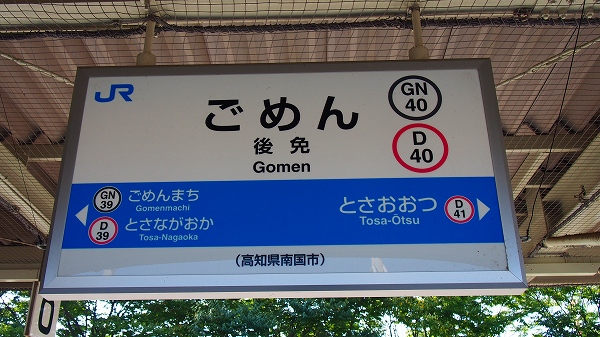 JR
ごめん
後免
Gomen
GN
40
D
40
GN
39
ごめんまち
Gomenmachi
D
39
とさながおか
Tosa-Nagaoka
とさおおつ
Tosa-Ōtsu
D
41
(高知県南国市)
0